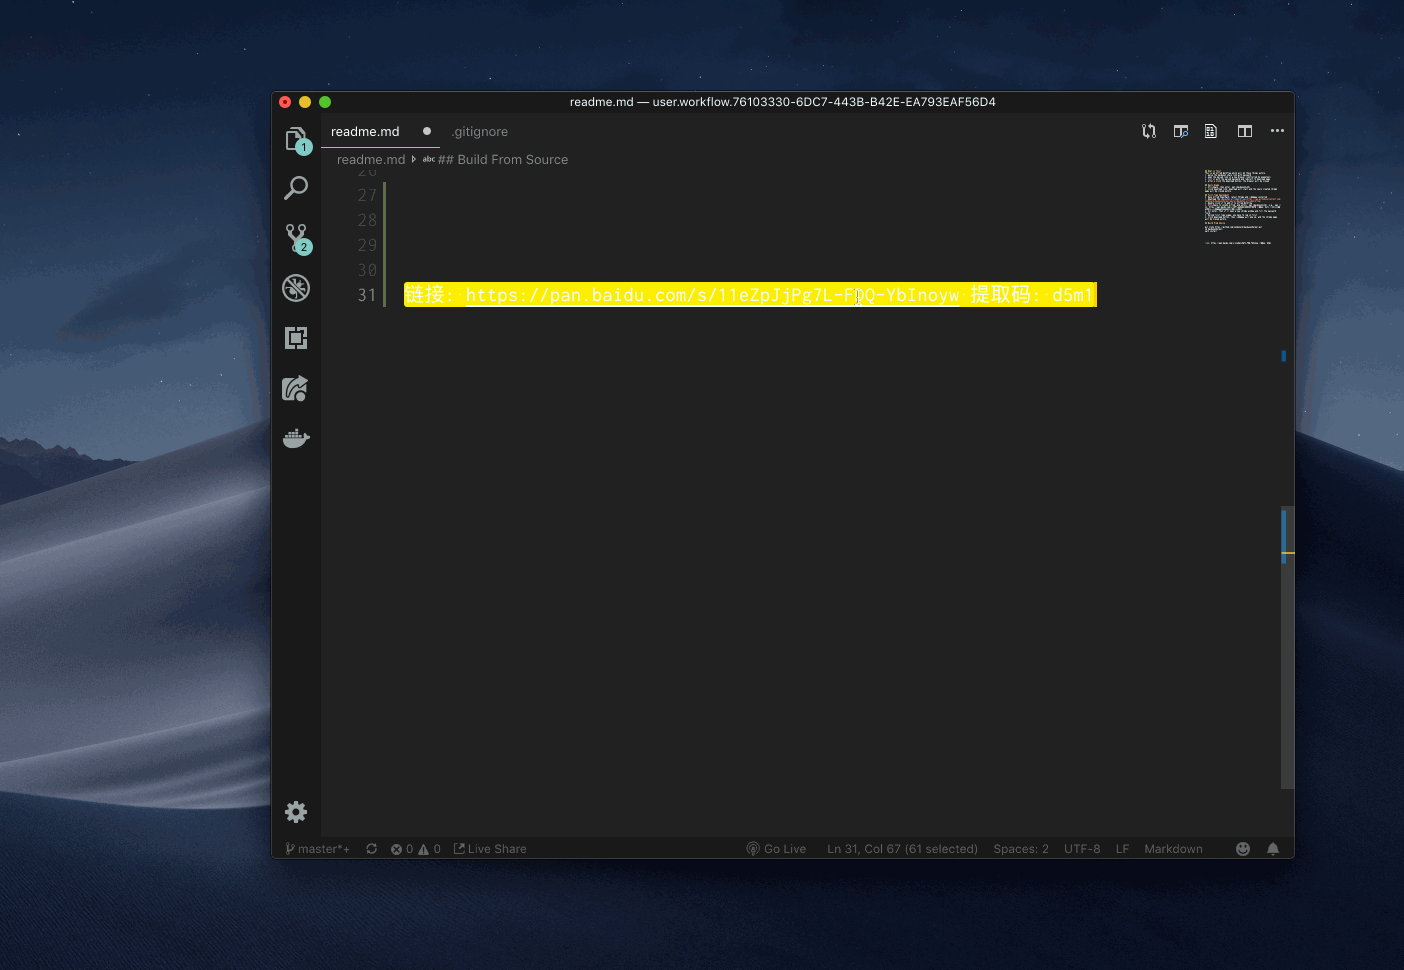 readme.md — user.workflow.76103330-6DC7-443B-B42E-EA793EAF56D4
readme.md .gitignore
readme.md abc ## Build From Source
26
27
28
29
30
31 链接: https://pan.baidu.com/s/11eZpJjPg7L-FDQ-YbInoyw 提取码: d5m1
1
2
master*+ 0 0 Live Share Go Live Ln 31, Col 67 (61 selected) Spaces: 2 UTF-8 LF Markdown